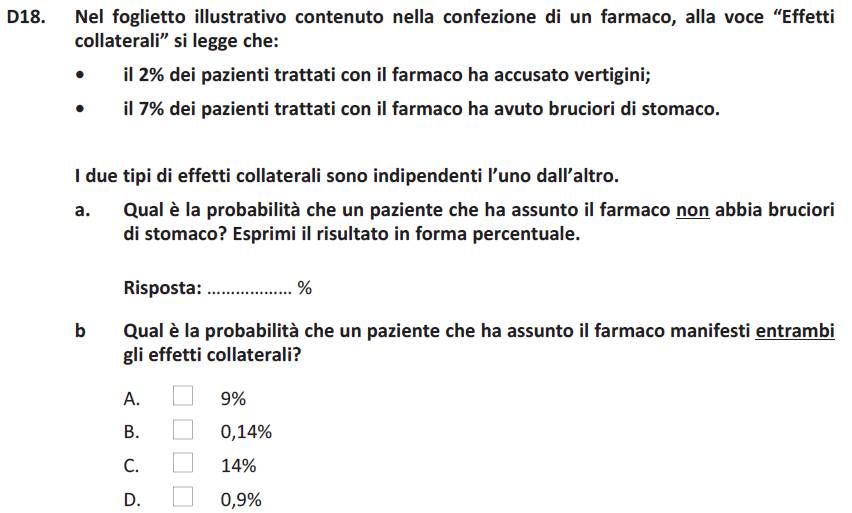 D18. Nel foglietto illustrativo contenuto nella confezione di un farmaco, alla voce “Effetti
collaterali” si legge che:
• il 2% dei pazienti trattati con il farmaco ha accusato vertigini;
• il 7% dei pazienti trattati con il farmaco ha avuto bruciori di stomaco.
I due tipi di effetti collaterali sono indipendenti l’uno dall’altro.
a. Qual è la probabilità che un paziente che ha assunto il farmaco non abbia bruciori
di stomaco? Esprimi il risultato in forma percentuale.
Risposta: .................. %
b Qual è la probabilità che un paziente che ha assunto il farmaco manifesti entrambi
gli effetti collaterali?
A. 9%
B. 0,14%
C. 14%
D. 0,9%